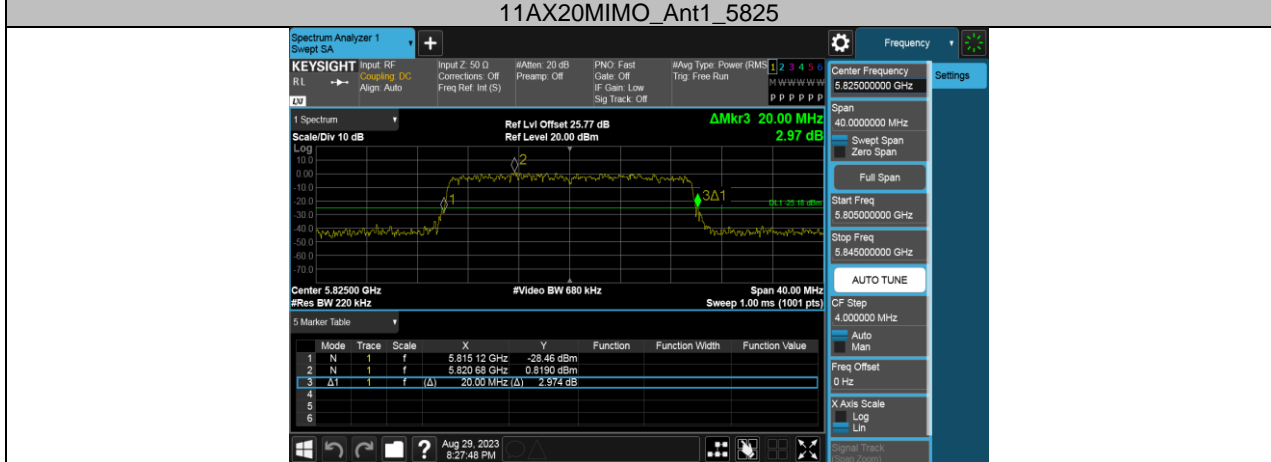 11AX20MIMO_Ant1_5825
Spectrum Analyzer 1
Swept SA
Frequency
KEYSIGHT
RL
LXI
Input: RF
Coupling: DC
Align: Auto
Input Z: 50 Ω
Corrections: Off
Freq Ref: Int (S)
#Atten: 20 dB
Preamp: Off
PNO: Fast
Gate: Off
IF Gain: Low
Sig Track: Off
#Avg Type: Power (RMS
Trig: Free Run
1 2 3 4 5 6
M W W W W W
P P P P P P
Center Frequency
5.825000000 GHz
Settings
Span
40.0000000 MHz
Swept Span
Zero Span
Full Span
Start Freq
5.805000000 GHz
Stop Freq
5.845000000 GHz
AUTO TUNE
CF Step
4.000000 MHz
Auto
Man
Freq Offset
0 Hz
X Axis Scale
Log
Lin
Signal Track
(Span Zoom)
1 Spectrum
Scale/Div 10 dB
Ref Lvl Offset 25.77 dB
Ref Level 20.00 dBm
ΔMkr3 20.00 MHz
2.97 dB
Log
10.0
0.00
-10.0
-20.0
-30.0
-40.0
-50.0
-60.0
-70.0
2
1
3Δ1
Center 5.82500 GHz
#Video BW 680 kHz
Span 40.00 MHz
#Res BW 220 kHz
Sweep 1.00 ms (1001 pts)
5 Marker Table
Mode Trace Scale X Y Function Function Width Function Value
1 N 1 f 5.815 12 GHz -28.46 dBm
2 N 1 f 5.820 68 GHz 0.8190 dBm
3 Δ1 1 f (Δ) 20.00 MHz (Δ) 2.974 dB
4
5
6
?
Aug 29, 2023
8:27:48 PM